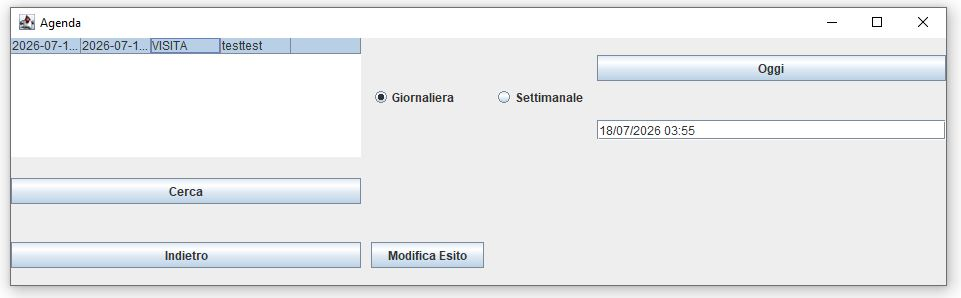 Agenda
2026-07-1... 2026-07-1... VISITA testtest
Oggi
Giornaliera Settimanale
18/07/2026 03:55
Cerca
Indietro Modifica Esito